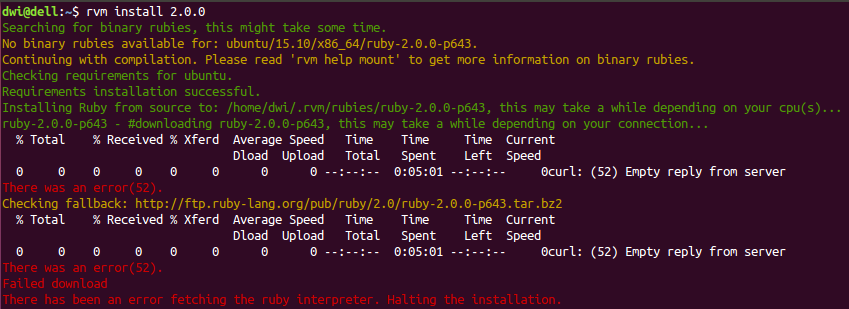 dwi@dell:~$ rvm install 2.0.0
Searching for binary rubies, this might take some time.
No binary rubies available for: ubuntu/15.10/x86_64/ruby-2.0.0-p643.
Continuing with compilation. Please read 'rvm help mount' to get more information on binary rubies.
Checking requirements for ubuntu.
Requirements installation successful.
Installing Ruby from source to: /home/dwi/.rvm/rubies/ruby-2.0.0-p643, this may take a while depending on your cpu(s)...
ruby-2.0.0-p643 - #downloading ruby-2.0.0-p643, this may take a while depending on your connection...
  % Total    % Received % Xferd  Average Speed   Time    Time     Time  Current
                                 Dload  Upload   Total   Spent    Left  Speed
  0     0    0     0    0     0      0      0 --:--:--  0:05:01 --:--:--     0curl: (52) Empty reply from server
There was an error(52).
Checking fallback: http://ftp.ruby-lang.org/pub/ruby/2.0/ruby-2.0.0-p643.tar.bz2
  % Total    % Received % Xferd  Average Speed   Time    Time     Time  Current
                                 Dload  Upload   Total   Spent    Left  Speed
  0     0    0     0    0     0      0      0 --:--:--  0:05:01 --:--:--     0curl: (52) Empty reply from server
There was an error(52).
Failed download
There has been an error fetching the ruby interpreter. Halting the installation.